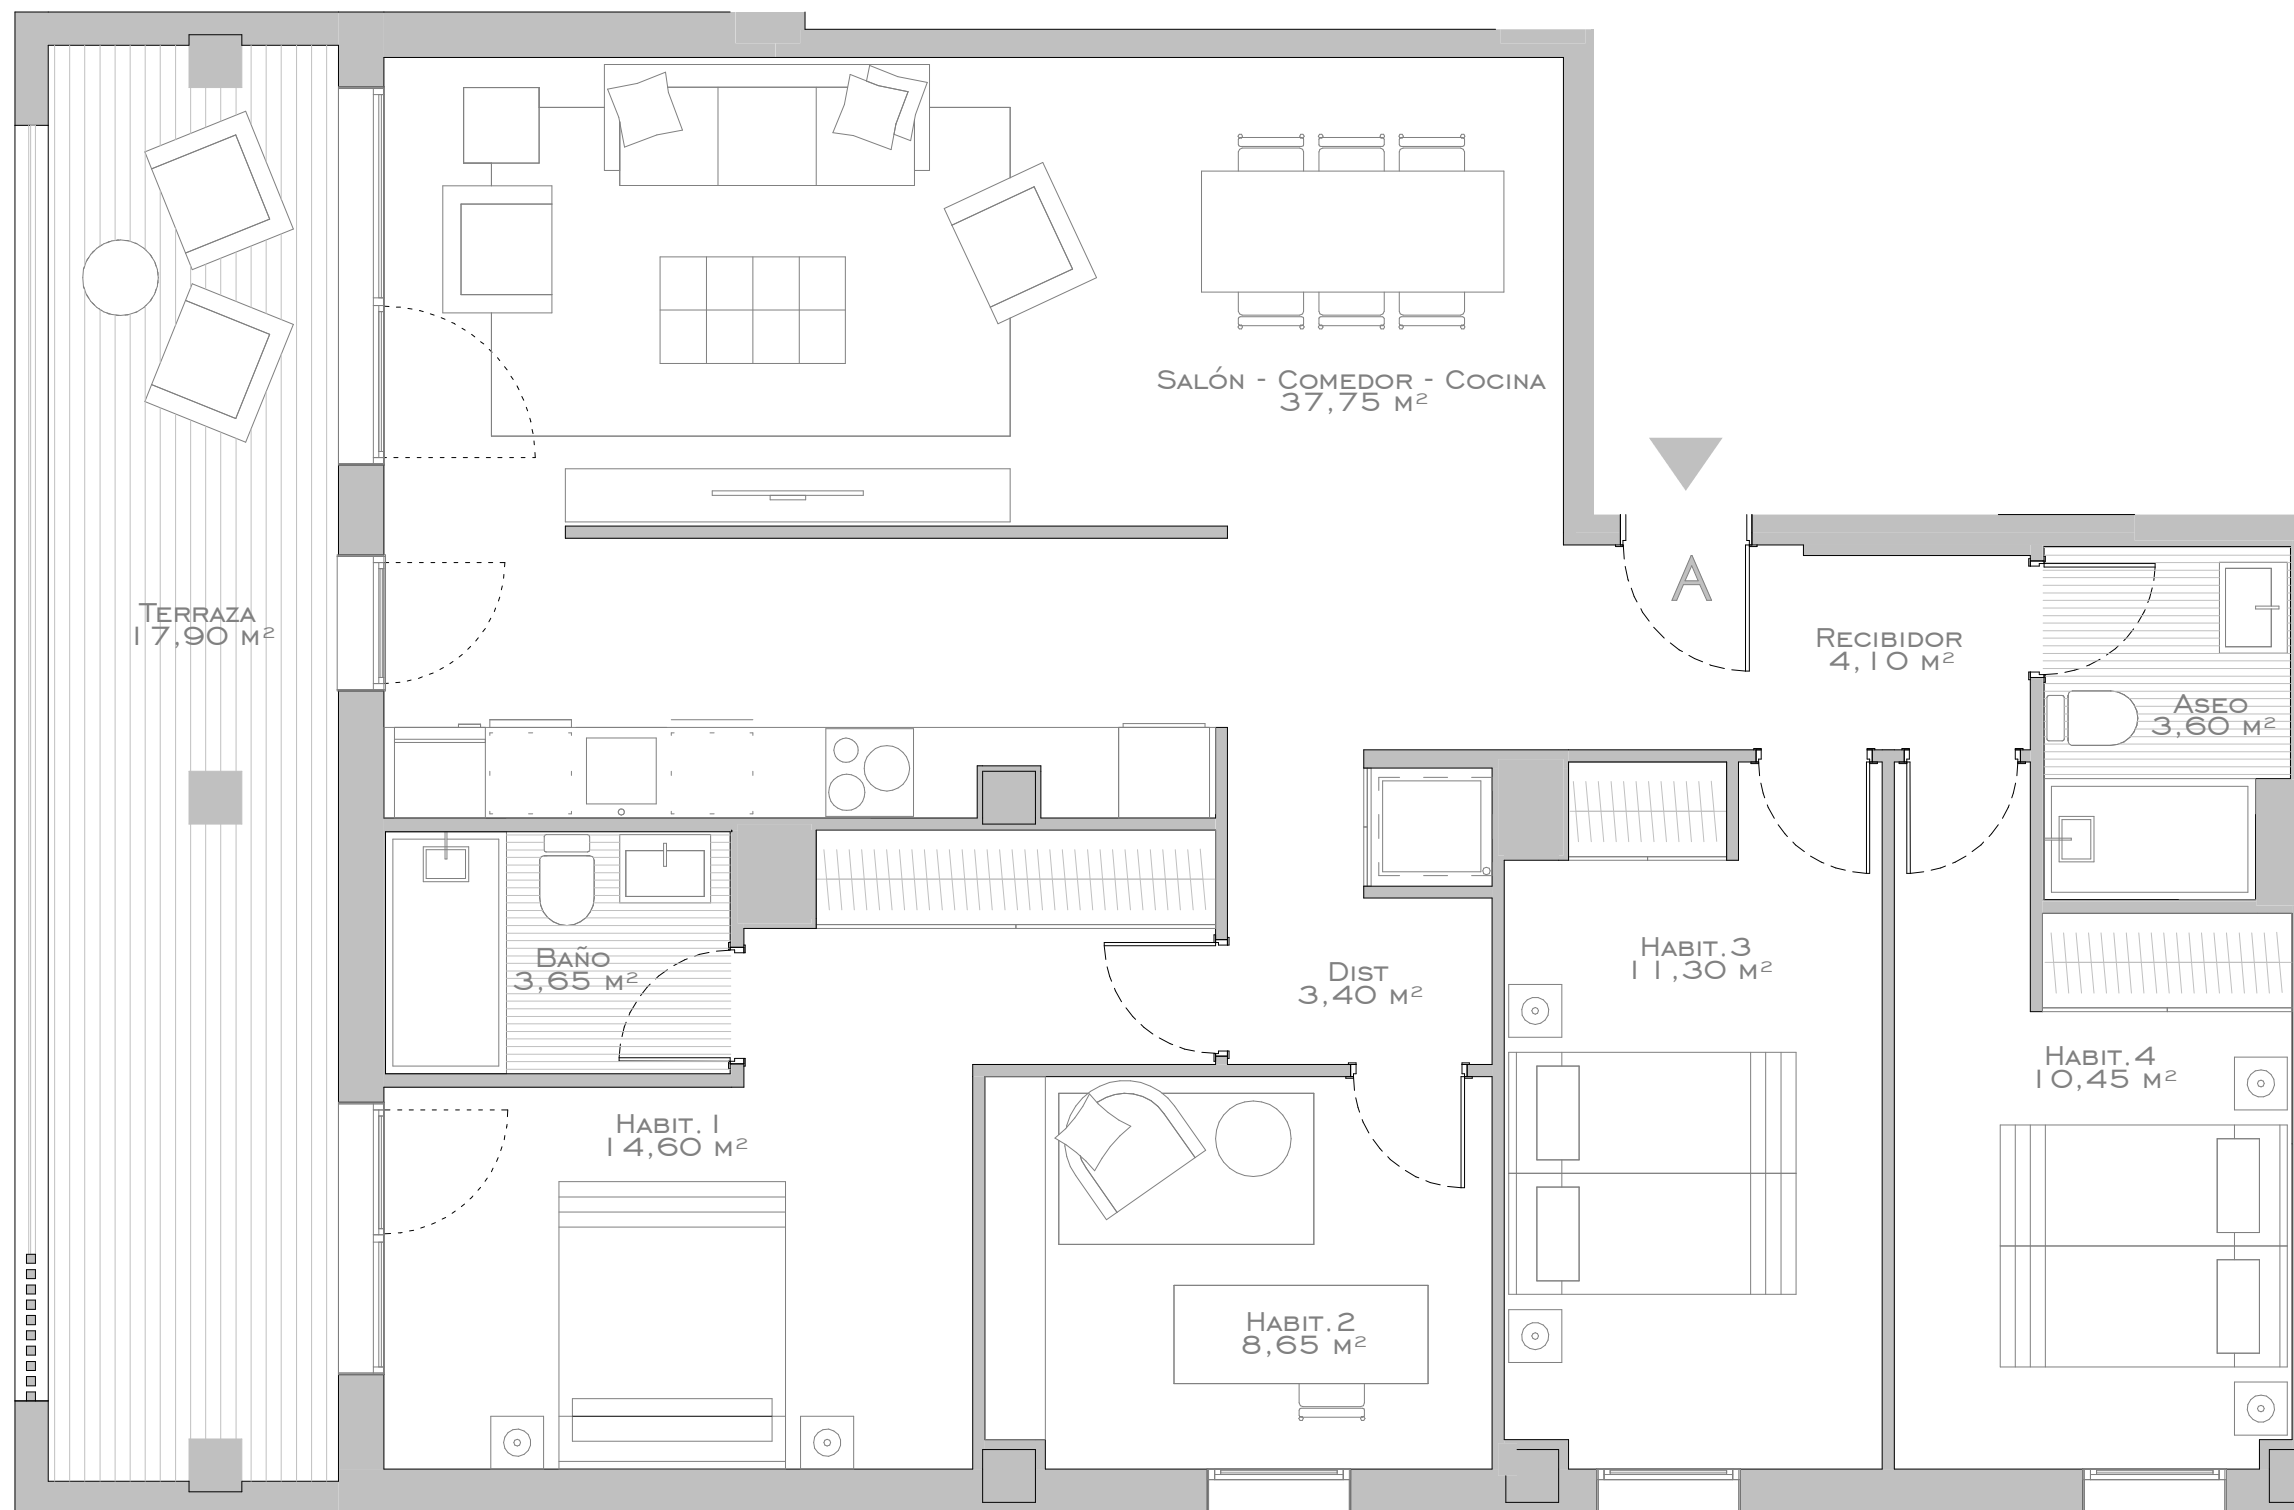 Salón - Comedor - Cocina
37,75 m²
A
Terraza
17,90 m²
Recibidor
4,10 m²
Aseo
3,60 m²
Baño
3,65 m²
Dist
3,40 m²
Habit.3
11,30 m²
Habit.4
10,45 m²
Habit. 1
14,60 m²
Habit.2
8,65 m²